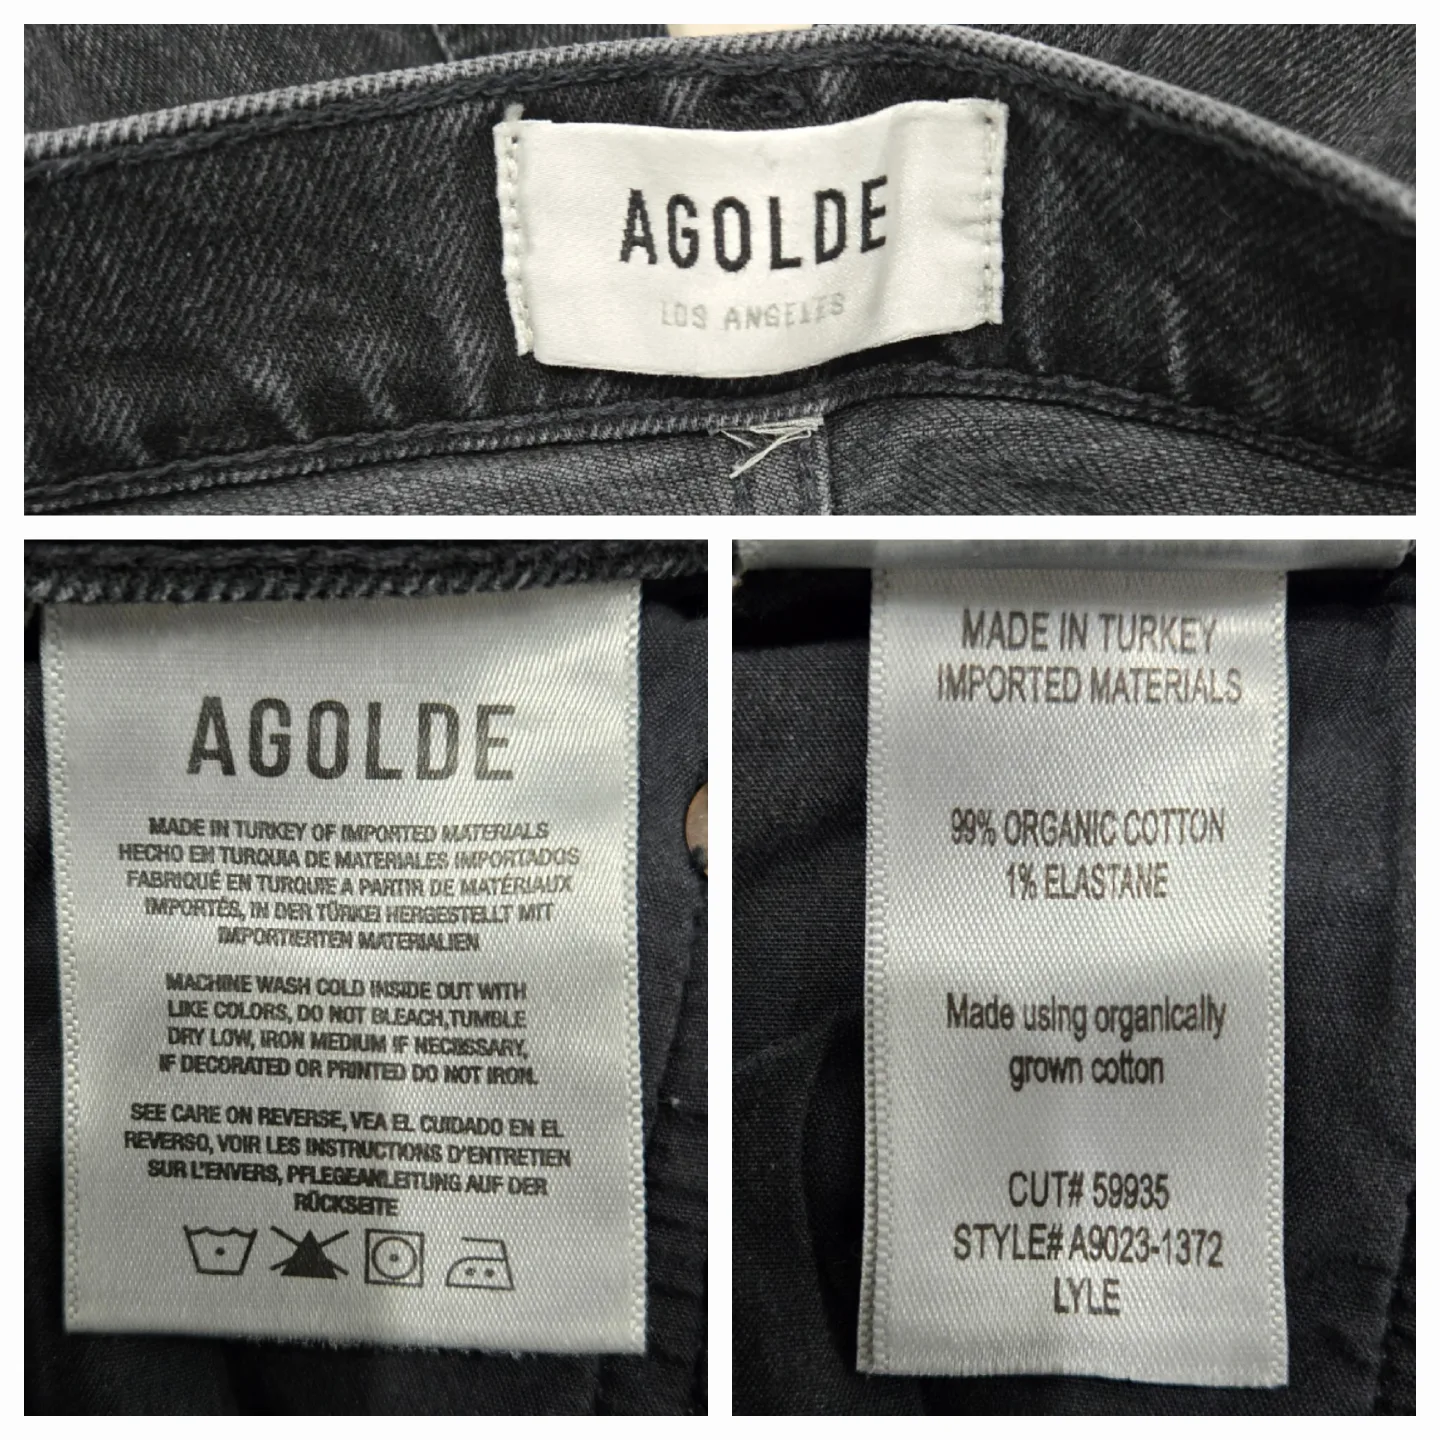 AGOLDE
LOS ANGELES
AGOLDE
MADE IN TURKEY OF IMPORTED MATERIALS
HECHO EN TURQUIA DE MATERIALES IMPORTADOS
FABRIQUÉ EN TURQUIE A PARTIR DE MATÉRIAUX
IMPORTÉS, IN DER TÜRKEI HERGESTELLT MIT
IMPORTIERTEN MATERIALIEN
MACHINE WASH COLD INSIDE OUT WITH
LIKE COLORS, DO NOT BLEACH,TUMBLE
DRY LOW, IRON MEDIUM IF NECESSARY,
IF DECORATED OR PRINTED DO NOT IRON.
SEE CARE ON REVERSE, VEA EL CUIDADO EN EL
REVERSO, VOIR LES INSTRUCTIONS D'ENTRETIEN
SUR L'ENVERS, PFLEGEANLEITUNG AUF DER
RÜCKSEITE
MADE IN TURKEY
IMPORTED MATERIALS
99% ORGANIC COTTON
1% ELASTANE
Made using organically
grown cotton
CUT# 59935
STYLE# A9023-1372
LYLE